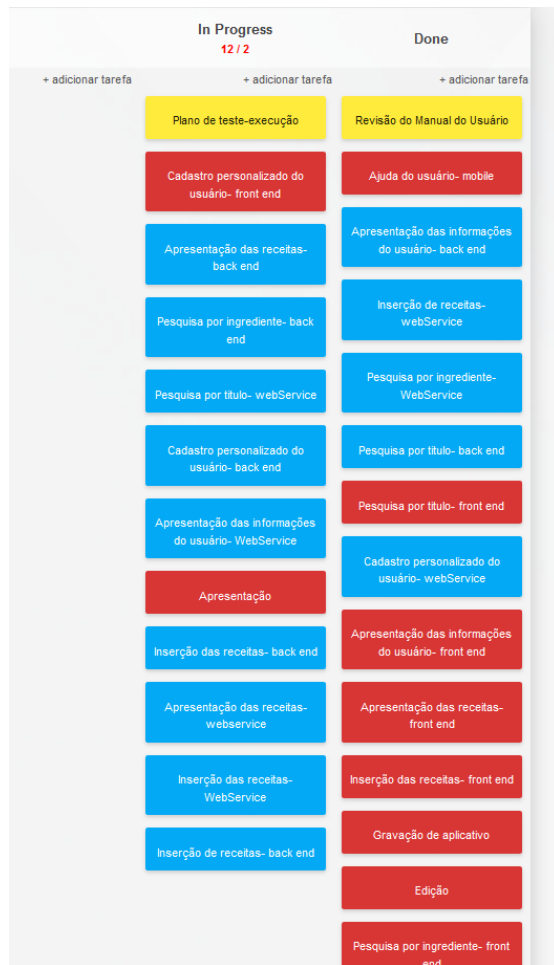 In Progress
12 / 2
Done
+ adicionar tarefa
+ adicionar tarefa
+ adicionar tarefa
Plano de teste-execução
Cadastro personalizado do
usuário- front end
Apresentação das receitas-
back end
Pesquisa por ingrediente- back
end
Pesquisa por titulo- webService
Cadastro personalizado do
usuário- back end
Apresentação das informações
do usuário- WebService
Apresentação
Inserção das receitas- back end
Apresentação das receitas-
webservice
Inserção das receitas-
WebService
Inserção de receitas- back end
Revisão do Manual do Usuário
Ajuda do usuário- mobile
Apresentação das informações
do usuário- back end
Inserção de receitas-
webService
Pesquisa por ingrediente-
WebService
Pesquisa por titulo- back end
Pesquisa por titulo- front end
Cadastro personalizado do
usuário- webService
Apresentação das informações
do usuário- front end
Apresentação das receitas-
front end
Inserção das receitas- front end
Gravação de aplicativo
Edição
Pesquisa por ingrediente- front
end